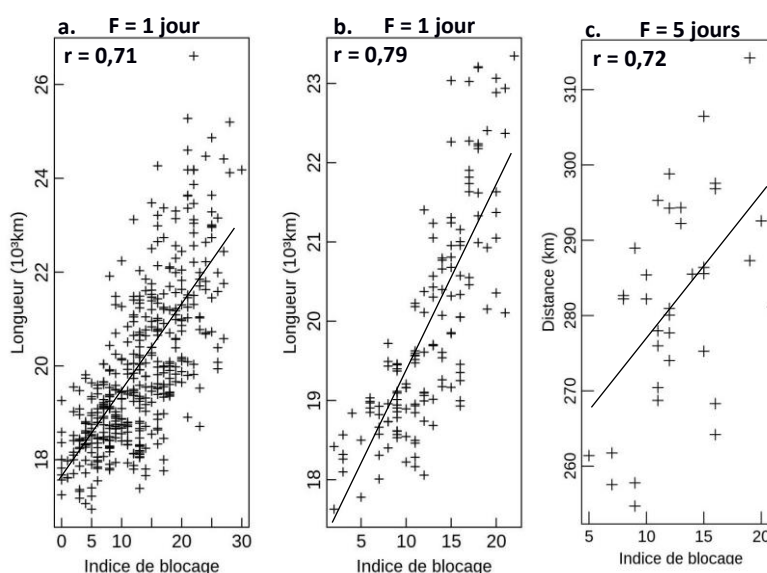 a. F = 1 jour
r = 0,71
26
24
22
20
18
Longueur (10³km)
0 5 10 15 20 30
Indice de blocage
b. F = 1 jour
r = 0,79
23
22
21
20
19
18
Longueur (10³km)
5 10 15 20
Indice de blocage
c. F = 5 jours
r = 0,72
310
300
290
280
270
260
Distance (km)
5 10 15 20
Indice de blocage